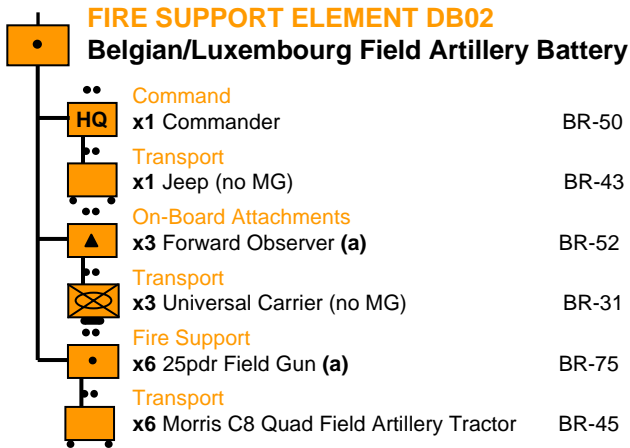 FIRE SUPPORT ELEMENT DB02
Belgian/Luxembourg Field Artillery Battery
Command
HQ x1 Commander BR-50
Transport
x1 Jeep (no MG) BR-43
On-Board Attachments
x3 Forward Observer (a) BR-52
Transport
x3 Universal Carrier (no MG) BR-31
Fire Support
x6 25pdr Field Gun (a) BR-75
Transport
x6 Morris C8 Quad Field Artillery Tractor BR-45